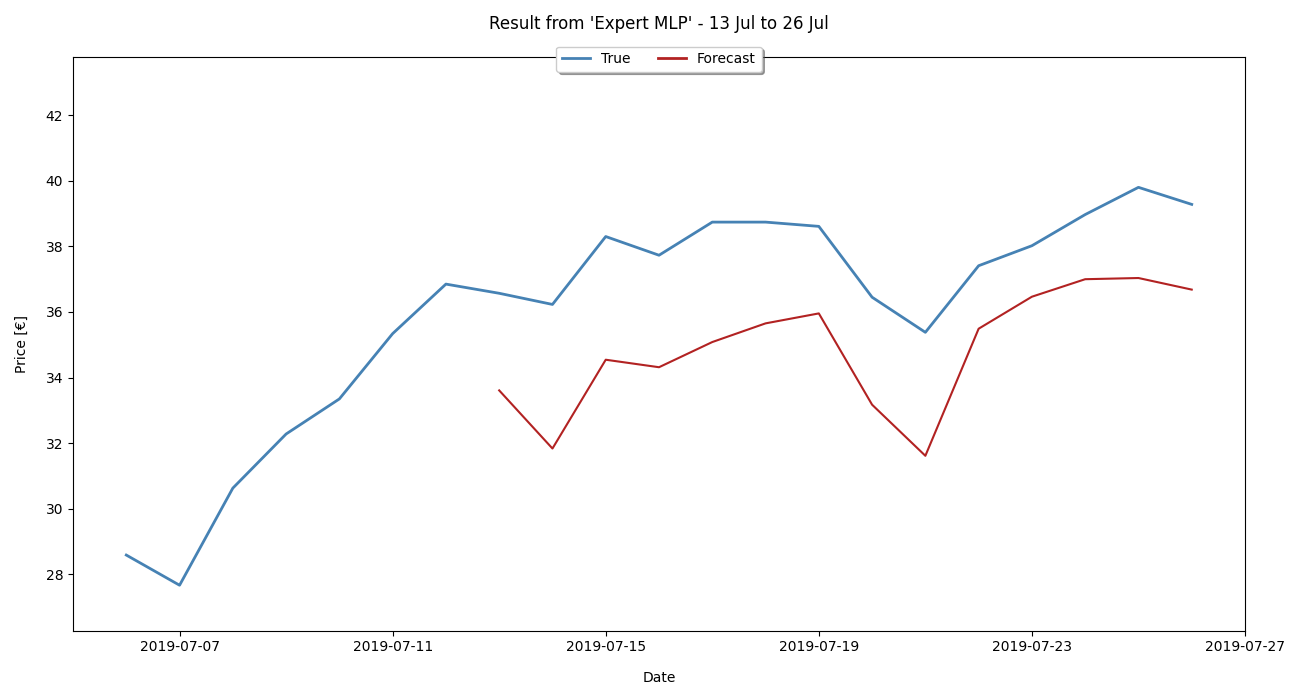 Result from 'Expert MLP' - 13 Jul to 26 Jul
True Forecast
42
40
38
36
34
32
30
28
Price [€]
2019-07-07 2019-07-11 2019-07-15 2019-07-19 2019-07-23 2019-07-27
Date